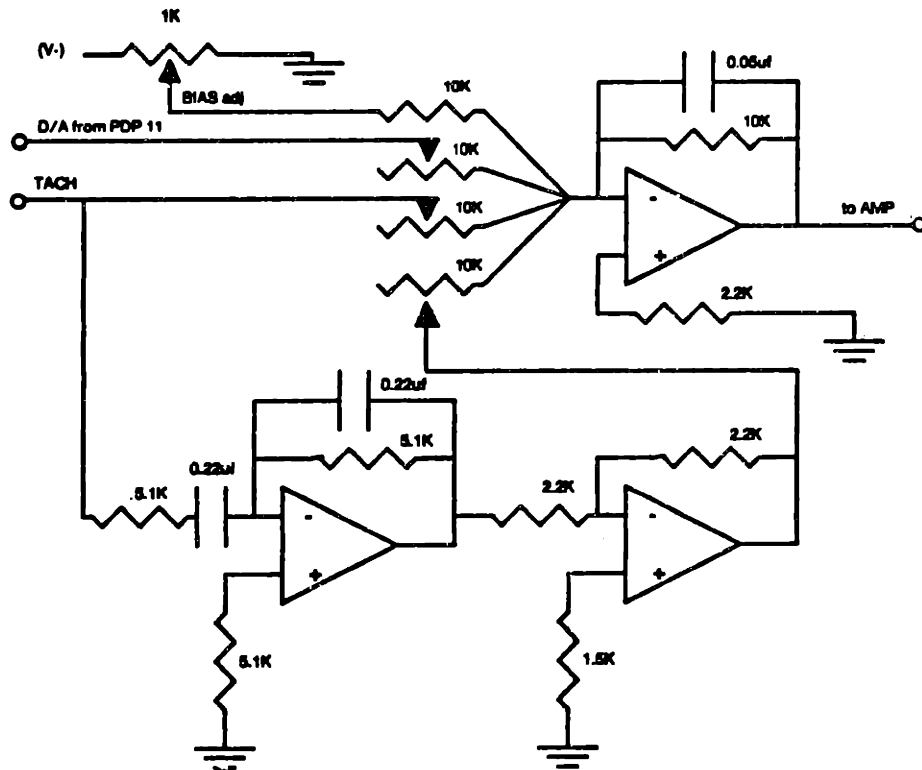 1K
(V-)
BIAS adj
10K
D/A from PDP 11
10K
TACH
10K
10K
0.05uf
10K
-
+
to AMP
2.2K
0.22uf
5.1K
0.22uf
.5.1K
-
+
5.1K
2.2K
2.2K
-
+
1.5K